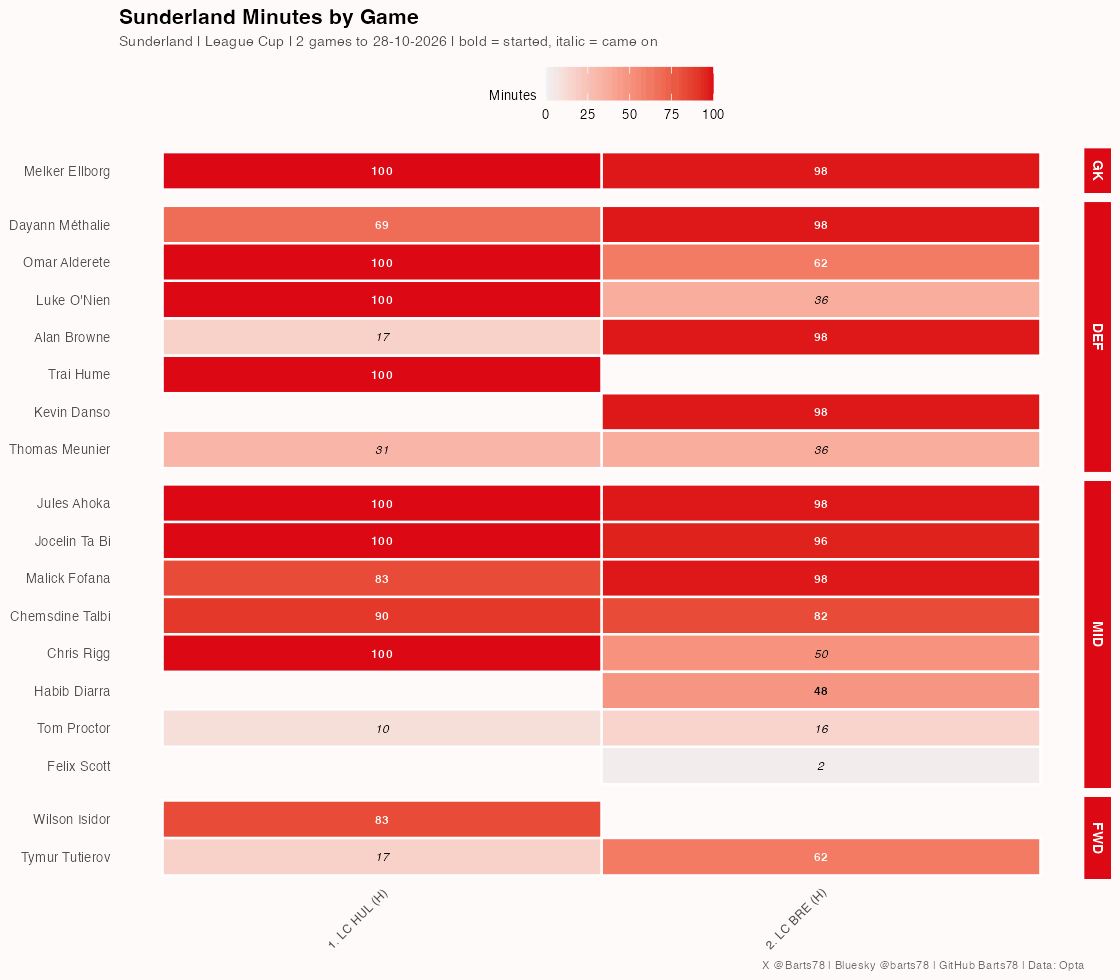 Sunderland Minutes by Game
Sunderland | League Cup | 2 games to 28-10-2026 | bold = started, italic = came on
Minutes
0 25 50 75 100
Melker Ellborg 100 98
GK
Dayann Méthalie 69 98
Omar Alderete 100 62
Luke O'Nien 100 36
Alan Browne 17 98
Trai Hume 100
Kevin Danso 98
Thomas Meunier 31 36
DEF
Jules Ahoka 100 98
Jocelin Ta Bi 100 96
Malick Fofana 83 98
Chemsdine Talbi 90 82
Chris Rigg 100 50
Habib Diarra 48
Tom Proctor 10 16
Felix Scott 2
MID
Wilson Isidor 83
Tymur Tutierov 17 62
FWD
1. LC HUL (H) 2. LC BRE (H)
X @Barts78 | Bluesky @barts78 | GitHub Barts78 | Data: Opta